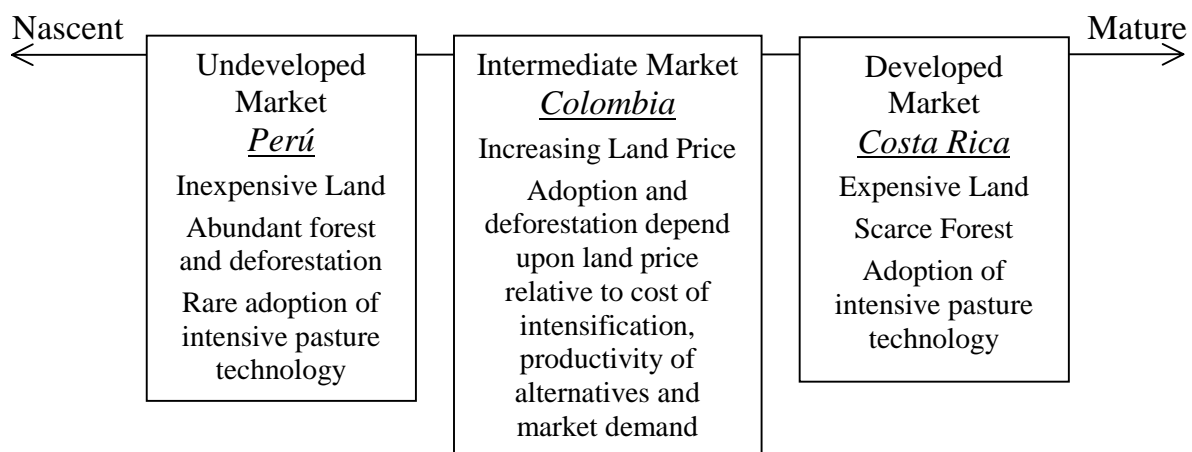 Nascent
Mature
Undeveloped
Market
Perú
Inexpensive Land
Abundant forest
and deforestation
Rare adoption of
intensive pasture
technology
Intermediate Market
Colombia
Increasing Land Price
Adoption and
deforestation depend
upon land price
relative to cost of
intensification,
productivity of
alternatives and
market demand
Developed
Market
Costa Rica
Expensive Land
Scarce Forest
Adoption of
intensive pasture
technology